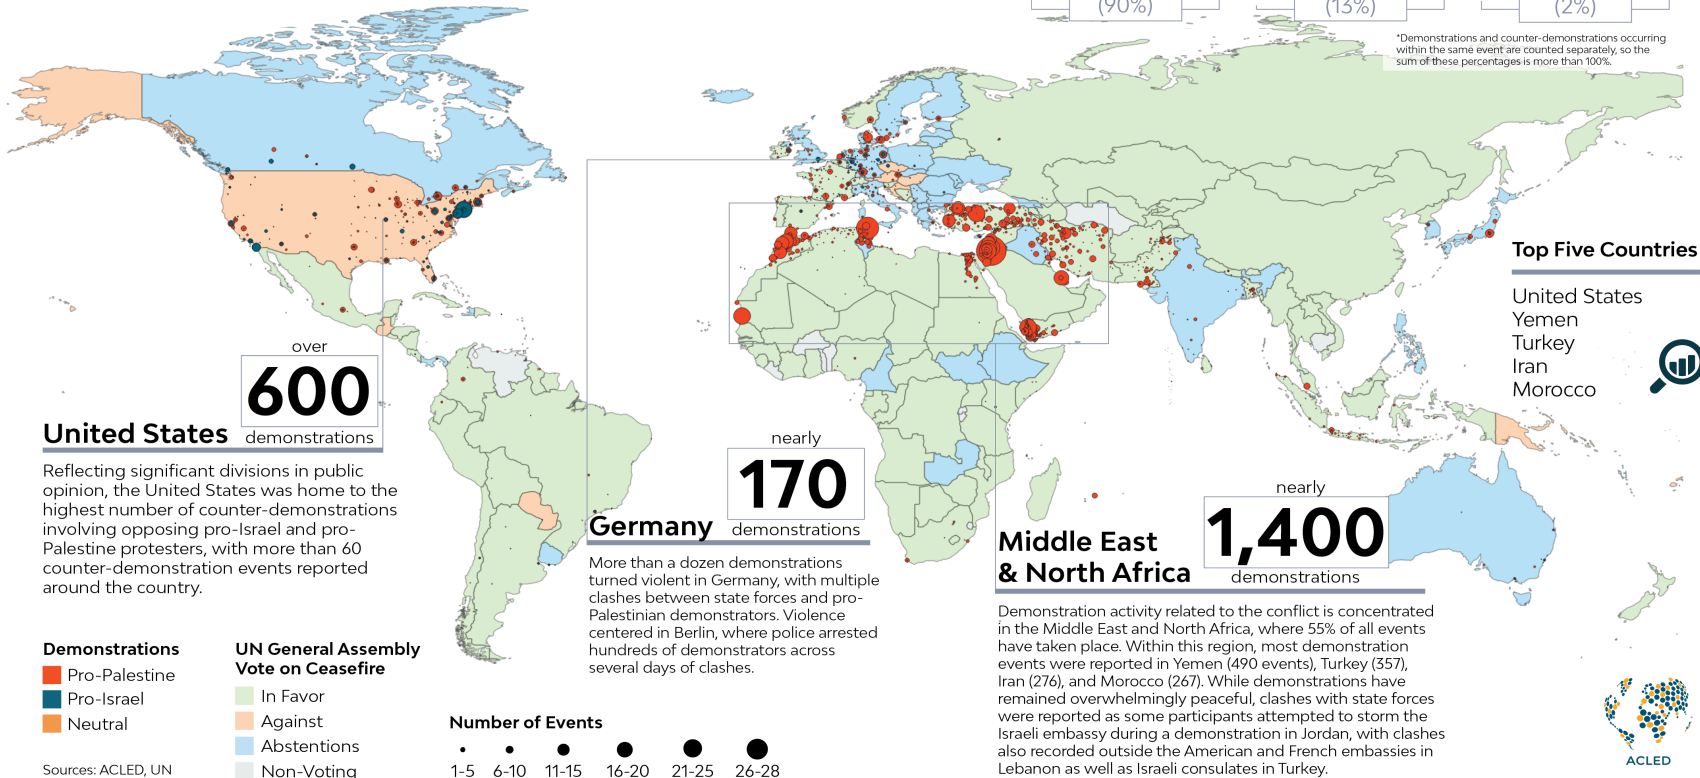 (90%)
(13%)
(2%)
*Demonstrations and counter-demonstrations occurring
within the same event are counted separately, so the
sum of these percentages is more than 100%.
Top Five Countries
United States
Yemen
Turkey
Iran
Morocco
over
600
demonstrations
United States
Reflecting significant divisions in public
opinion, the United States was home to the
highest number of counter-demonstrations
involving opposing pro-Israel and pro-
Palestine protesters, with more than 60
counter-demonstration events reported
around the country.
nearly
170
demonstrations
Germany
More than a dozen demonstrations
turned violent in Germany, with multiple
clashes between state forces and pro-
Palestinian demonstrators. Violence
centered in Berlin, where police arrested
hundreds of demonstrators across
several days of clashes.
nearly
1,400
demonstrations
Middle East
& North Africa
Demonstration activity related to the conflict is concentrated
in the Middle East and North Africa, where 55% of all events
have taken place. Within this region, most demonstration
events were reported in Yemen (490 events), Turkey (357),
Iran (276), and Morocco (267). While demonstrations have
remained overwhelmingly peaceful, clashes with state forces
were reported as some participants attempted to storm the
Israeli embassy during a demonstration in Jordan, with clashes
also recorded outside the American and French embassies in
Lebanon as well as Israeli consulates in Turkey.
Demonstrations
Pro-Palestine
Pro-Israel
Neutral
Sources: ACLED, UN
UN General Assembly
Vote on Ceasefire
In Favor
Against
Abstentions
Non-Voting
Number of Events
1-5 6-10 11-15 16-20 21-25 26-28
ACLED